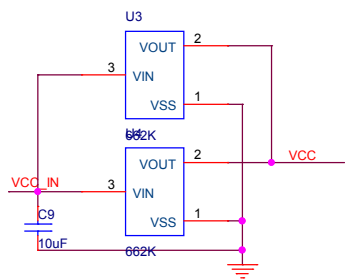 U3
VOUT 2
3 VIN
VSS 1
662K
U4
VOUT 2
VCC
VCC_IN
3 VIN
C9
VSS 1
10uF
662K